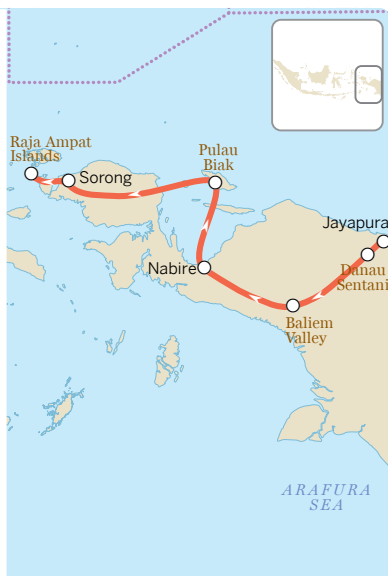 Raja Ampat
Islands
Sorong
Pulau
Biak
Jayapura
Danau
Sentani
Nabire
Baliem
Valley
ARAFURA
SEA